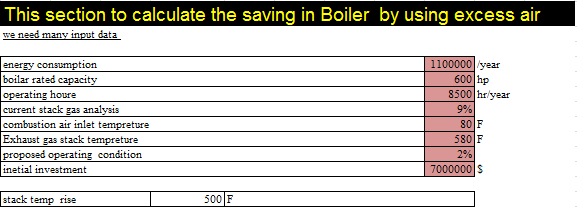 This section to calculate the saving in Boiler by using excess air
we need many input data
energy consumption 1100000 /year
boilar rated capacity 600 hp
operating houre 8500 hr/year
current stack gas analysis 9%
combustion air inlet tempreture 80 F
Exhaust gas stack tempreture 580 F
proposed operating condition 2%
inetial investment 7000000 $
stack temp rise 500 F